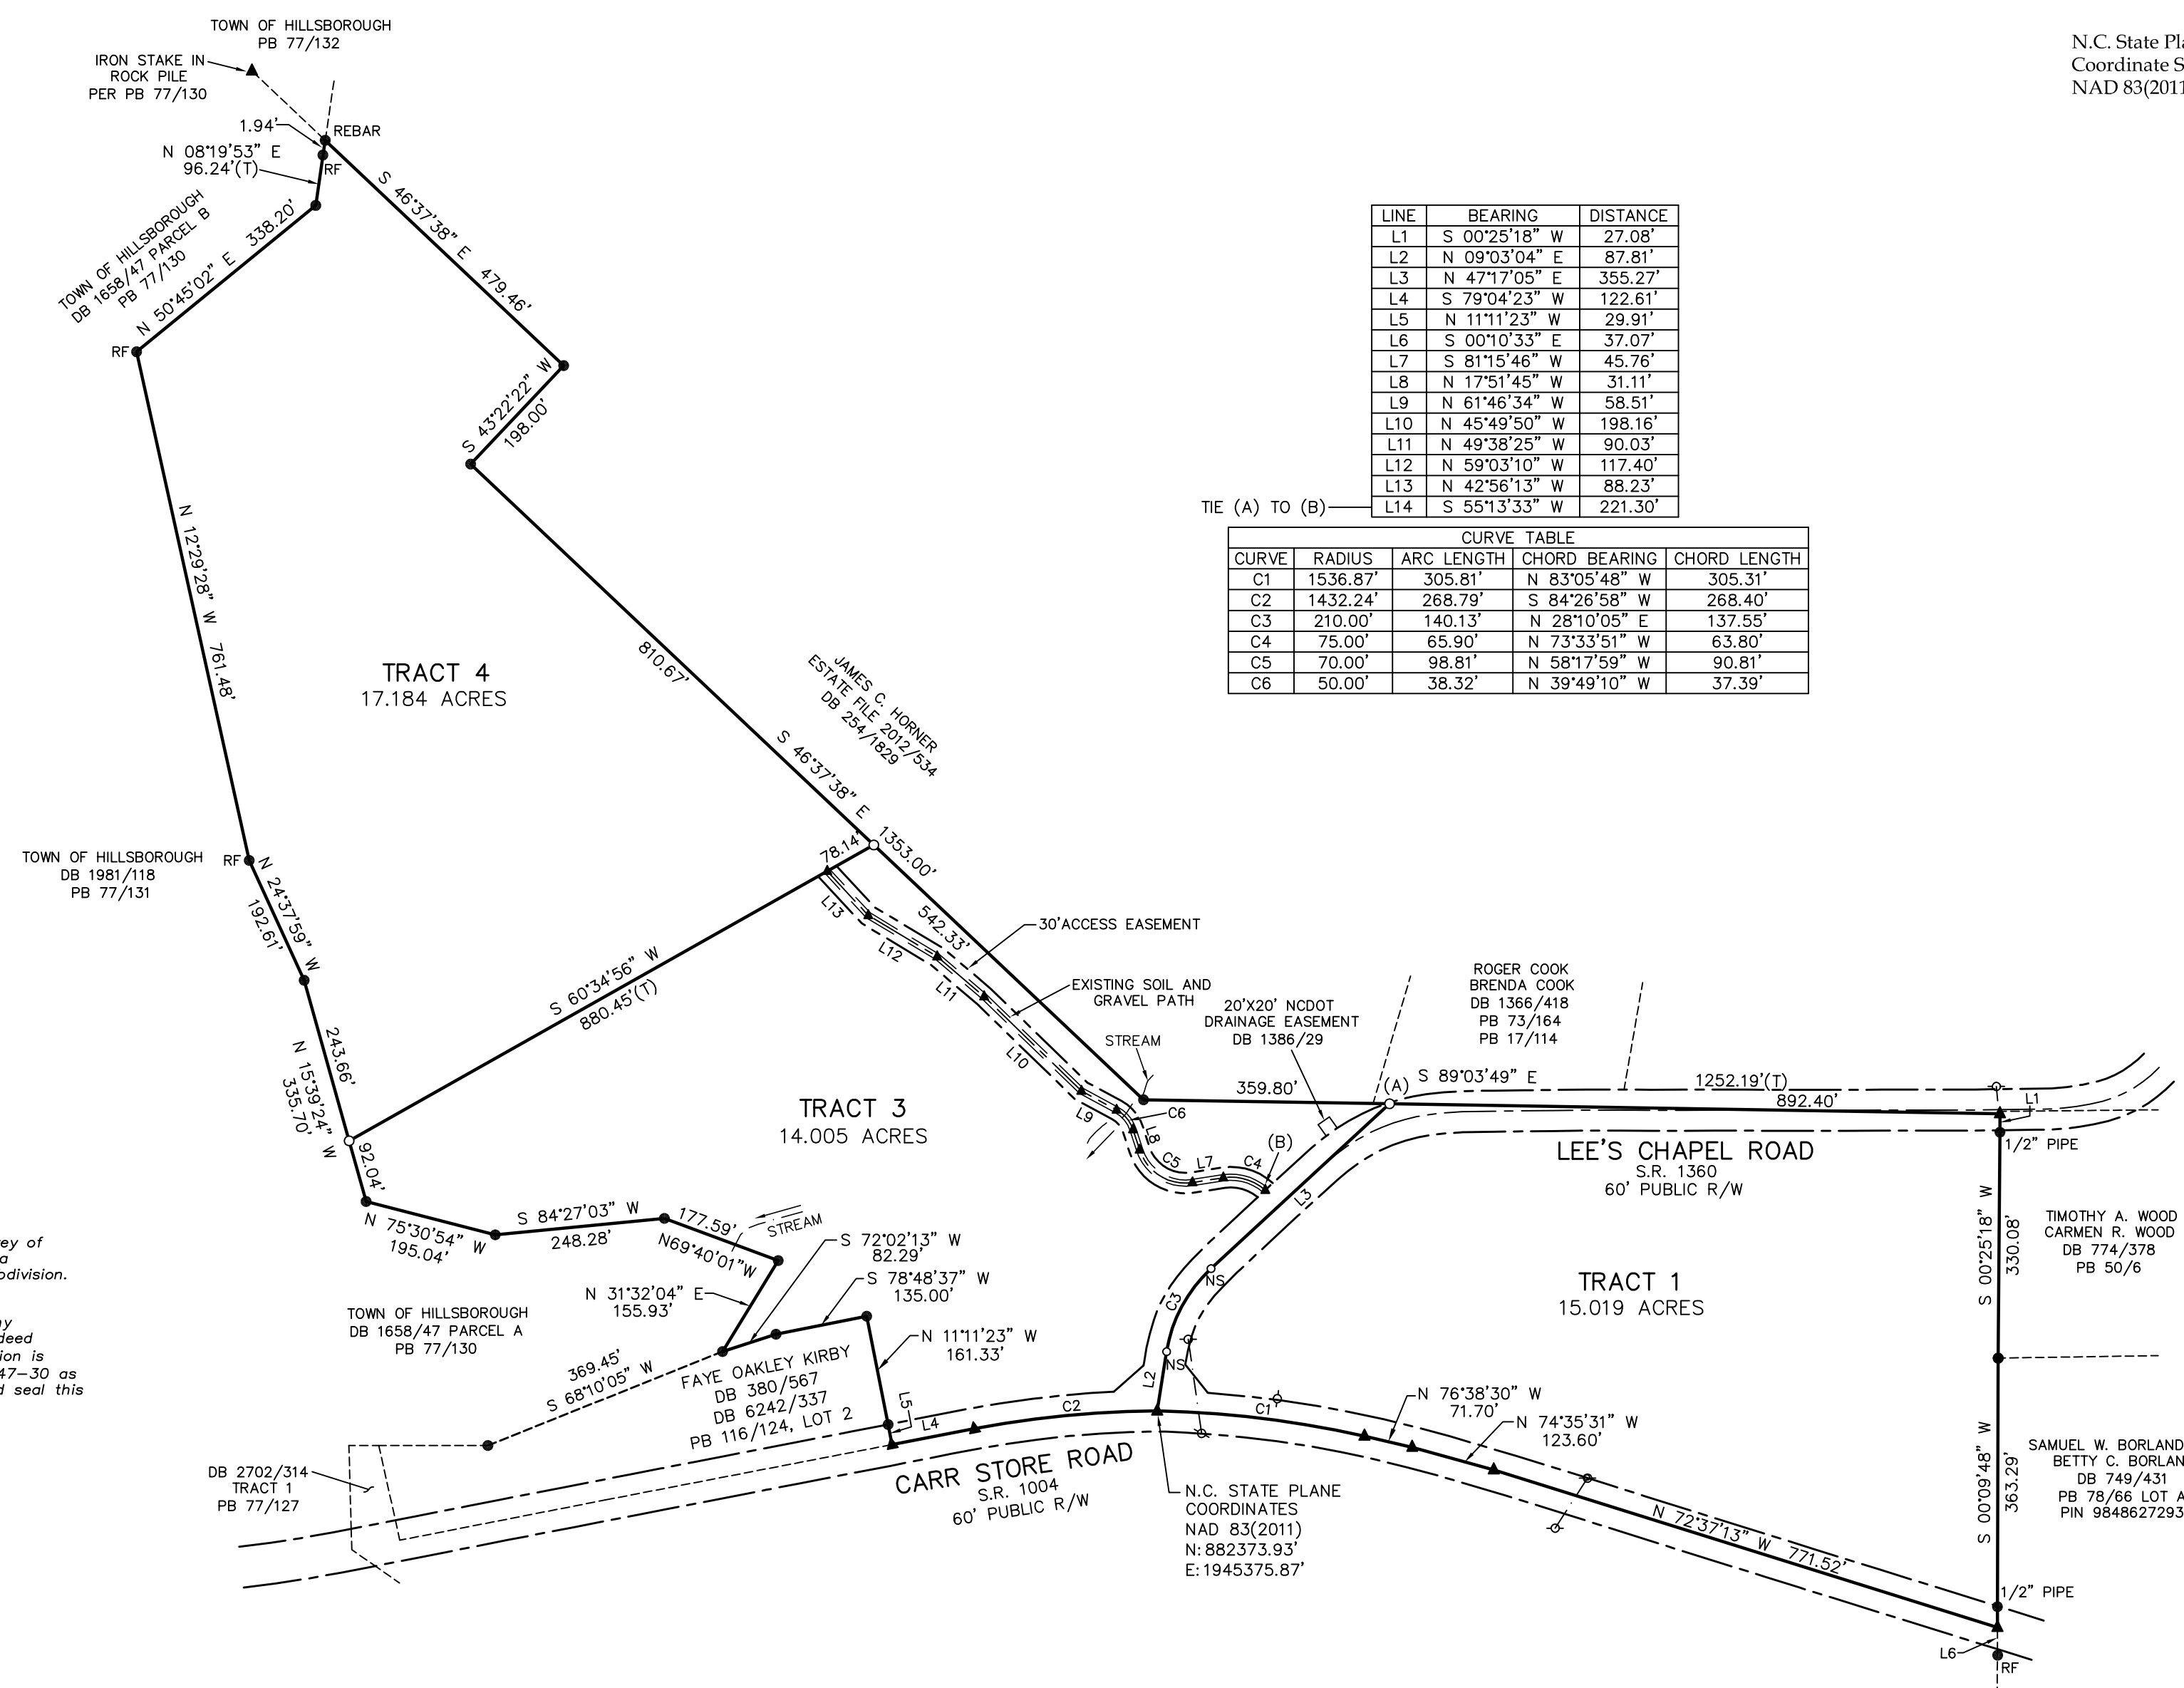 TOWN OF HILLSBOROUGH
PB 77/132
IRON STAKE IN
ROCK PILE
PER PB 77/130
1.94'
REBAR
N 08°19'53" E
96.24'(T)
RF
TOWN OF HILLSBOROUGH
DB 1658/47 PARCEL B
PB 77/130
N 50°45'02" E 338.20'
RF
S 46°37'38" E 479.46'
S 43°22'22" W
198.00'
N 12°29'28" W 761.48'
TRACT 4
17.184 ACRES
810.67'
S 46°37'38" E 1353.00'
JAMES C. HORNER
ESTATE FILE 2012/534
DB 254/1829
N.C. State Pla
Coordinate S
NAD 83(2011
LINE BEARING DISTANCE
L1 S 00°25'18" W 27.08'
L2 N 09°03'04" E 87.81'
L3 N 47°17'05" E 355.27'
L4 S 79°04'23" W 122.61'
L5 N 11°11'23" W 29.91'
L6 S 00°10'33" E 37.07'
L7 S 81°15'46" W 45.76'
L8 N 17°51'45" W 31.11'
L9 N 61°46'34" W 58.51'
L10 N 45°49'50" W 198.16'
L11 N 49°38'25" W 90.03'
L12 N 59°03'10" W 117.40'
L13 N 42°56'13" W 88.23'
TIE (A) TO (B) L14 S 55°13'33" W 221.30'
CURVE TABLE
CURVE RADIUS ARC LENGTH CHORD BEARING CHORD LENGTH
C1 1536.87' 305.81' N 83°05'48" W 305.31'
C2 1432.24' 268.79' S 84°26'58" W 268.40'
C3 210.00' 140.13' N 28°10'05" E 137.55'
C4 75.00' 65.90' N 73°33'51" W 63.80'
C5 70.00' 98.81' N 58°17'59" W 90.81'
C6 50.00' 38.32' N 39°49'10" W 37.39'
TOWN OF HILLSBOROUGH
DB 1981/118
PB 77/131
RF
N 24°37'59" W
192.61'
243.66'
N 15°39'24" W
335.70'
92.04'
S 60°34'56" W
880.45'(T)
78.14'
L13
L12
L11
L10
L9
L8
C6
C5
L7
C4
(B)
542.33'
30'ACCESS EASEMENT
EXISTING SOIL AND
GRAVEL PATH
STREAM
20'X20' NCDOT
DRAINAGE EASEMENT
DB 1386/29
359.80'
(A)
ROGER COOK
BRENDA COOK
DB 1366/418
PB 73/164
PB 17/114
S 89°03'49" E 1252.19'(T)
892.40'
L1
1/2" PIPE
LEE'S CHAPEL ROAD
S.R. 1360
60' PUBLIC R/W
TRACT 3
14.005 ACRES
L3
TRACT 1
15.019 ACRES
S 00°25'18" W
330.08'
TIMOTHY A. WOOD
CARMEN R. WOOD
DB 774/378
PB 50/6
N 75°30'54" W
195.04'
S 84°27'03" W
248.28'
177.59'
N69°40'01"W
STREAM
S 72°02'13" W
82.29'
S 78°48'37" W
135.00'
N 31°32'04" E
155.93'
N 11°11'23" W
161.33'
TOWN OF HILLSBOROUGH
DB 1658/47 PARCEL A
PB 77/130
369.45'
S 68°10'05" W
FAYE OAKLEY KIRBY
DB 380/567
DB 6242/337
PB 116/124, LOT 2
NS
C3
NS
L2
L5
L4
C2
C1
N 76°38'30" W
71.70'
N 74°35'31" W
123.60'
DB 2702/314
TRACT 1
PB 77/127
CARR STORE ROAD
S.R. 1004
60' PUBLIC R/W
N.C. STATE PLANE
COORDINATES
NAD 83(2011)
N:882373.93'
E:1945375.87'
N 72°37'13" W 771.52'
S 00°09'48" W
363.29'
SAMUEL W. BORLAND
BETTY C. BORLAN
DB 749/431
PB 78/66 LOT A
PIN 9848627293
1/2" PIPE
L6
RF
ey of
a
division.
ny
deed
ion is
47-30 as
d seal this